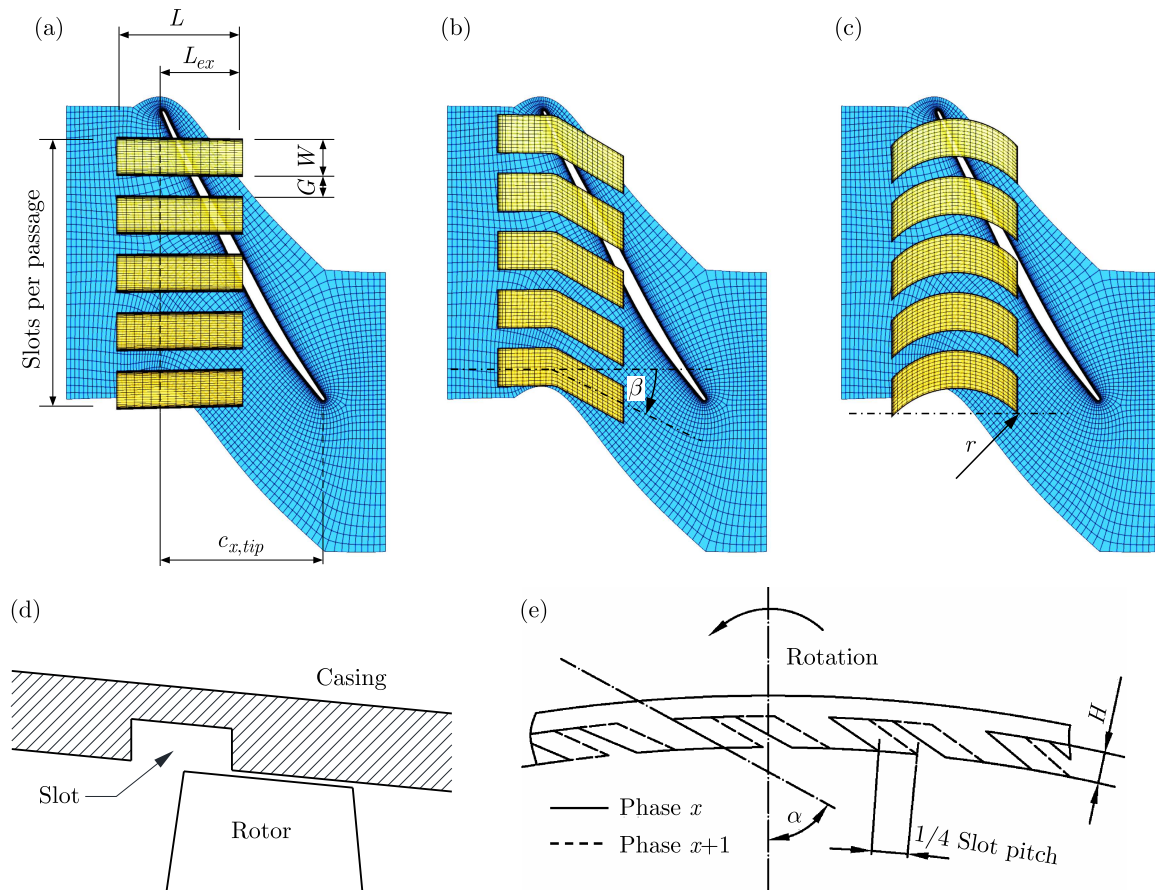 (a)
L
L_ex
W
G
Slots per passage
c_x,tip
(b)
β
(c)
r
(d)
Casing
Slot
Rotor
(e)
Rotation
H
α
Phase x
Phase x+1
1/4 Slot pitch